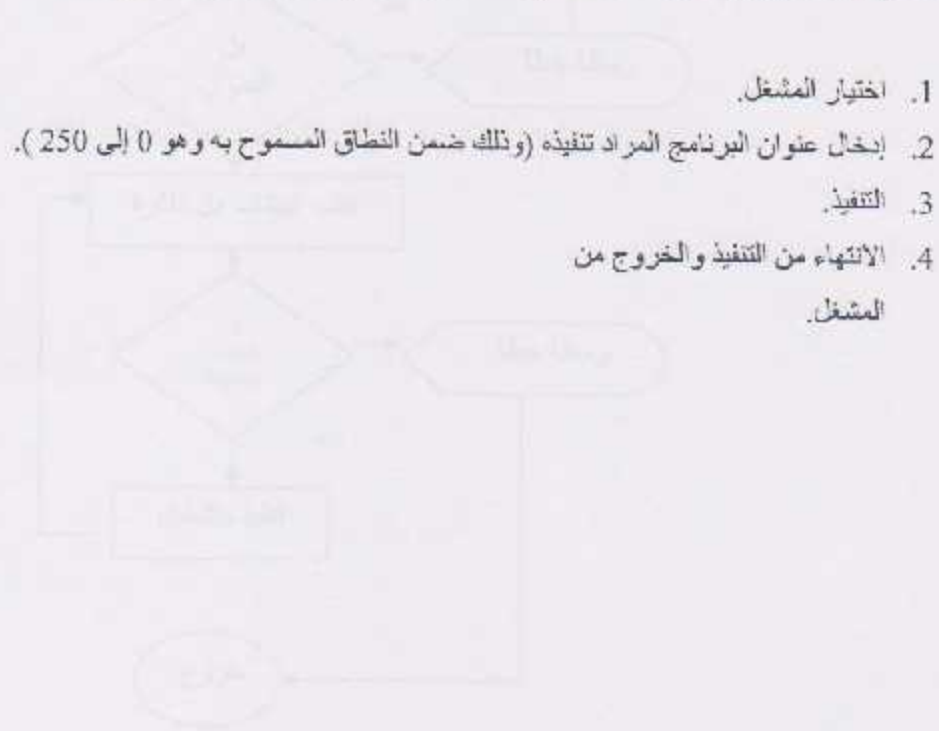 1. اختيار المشغل.
2. إدخال عنوان البرنامج المراد تنفيذه (وذلك ضمن النطاق المسموح به وهو 0 إلى 250 ).
3. التنفيذ.
4. الانتهاء من التنفيذ والخروج من
المشغل.